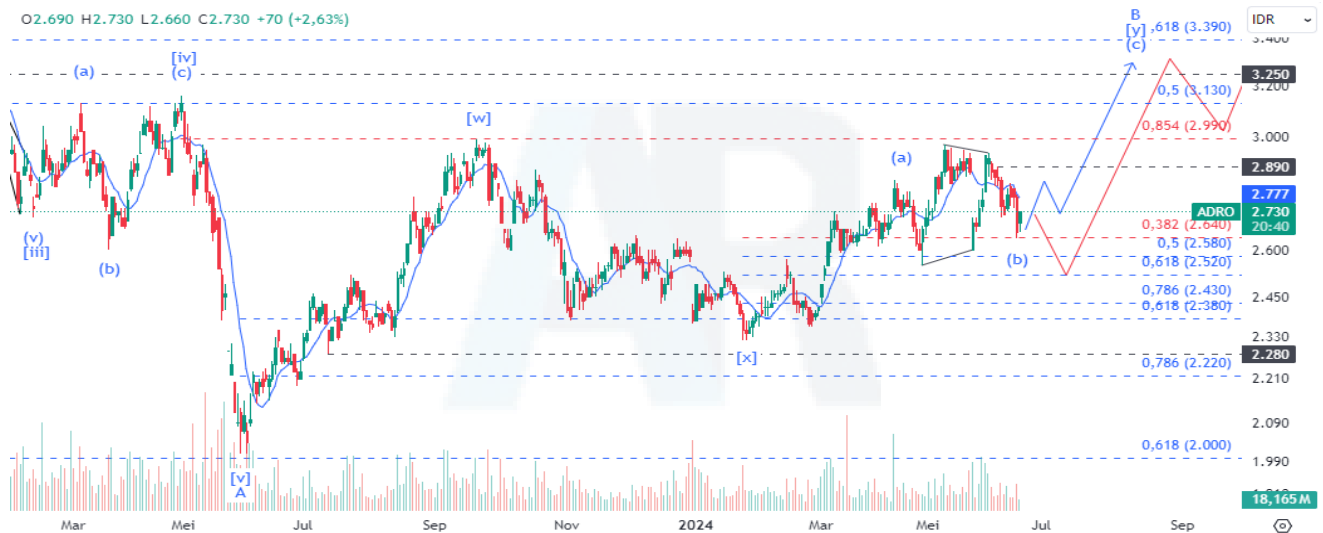 O2.690 H2.730 L2.660 C2.730 +70 (+2,63%)
IDR
B
[y]
(c)
,618 (3.390)
3.400
3.250
3.200
0,5 (3.130)
0,854 (2.990)
3.000
2.890
2.777
ADRO 2.730
20:40
0,382 (2.640)
0,5 (2.580)
2.600
0,618 (2.520)
0,786 (2.430)
2.450
0,618 (2.380)
2.330
2.280
0,786 (2.220)
2.210
2.090
0,618 (2.000)
1.990
18,165M
(a)
[iv]
(c)
(v)
[iii]
(b)
[v]
A
[w]
[x]
(a)
(b)
AR
Mar Mei Jul Sep Nov 2024 Mar Mei Jul Sep